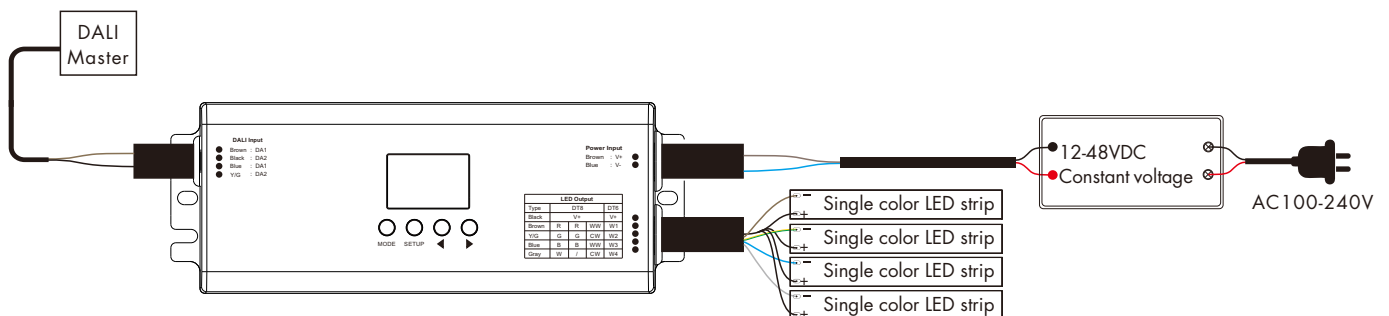 DALI
Master
DALI Input
Brown : DA1
Black : DA2
Blue : DA1
Y/G : DA2
MODE SETUP
Power Input
Brown : V+
Blue : V-
LED Output
Type DT8 DT6
Black V+ V+
Brown R R WW W1
Y/G G G CW W2
Blue B B WW W3
Gray W / CW W4
12-48VDC
Constant voltage
AC100-240V
− Single color LED strip
+
− Single color LED strip
+
− Single color LED strip
+
− Single color LED strip
+